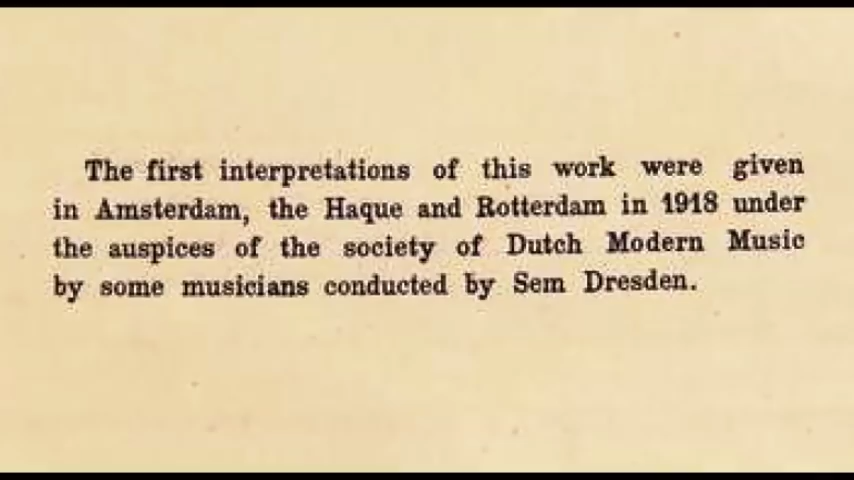 The first interpretations of this work were given
in Amsterdam, the Haque and Rotterdam in 1918 under
the auspices of the society of Dutch Modern Music
by some musicians conducted by Sem Dresden.